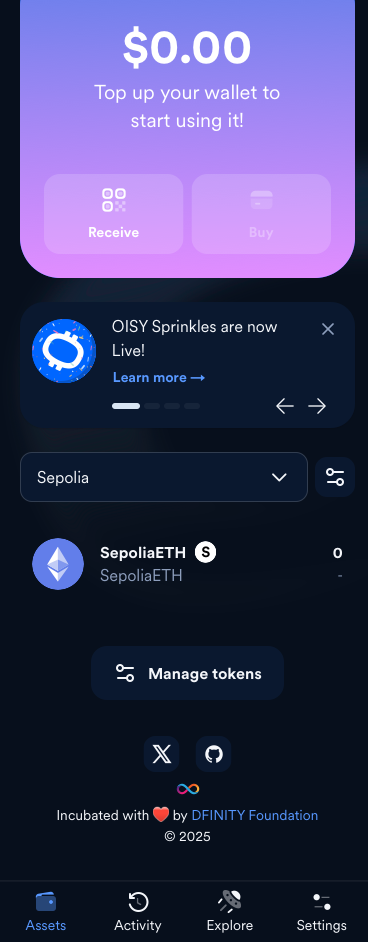 $0.00
Top up your wallet to
start using it!
Receive
Buy
OISY Sprinkles are now
Live!
Learn more →
Sepolia
SepoliaETH S
0
SepoliaETH
-
Manage tokens
Incubated with ❤️ by DFINITY Foundation
© 2025
Assets
Activity
Explore
Settings